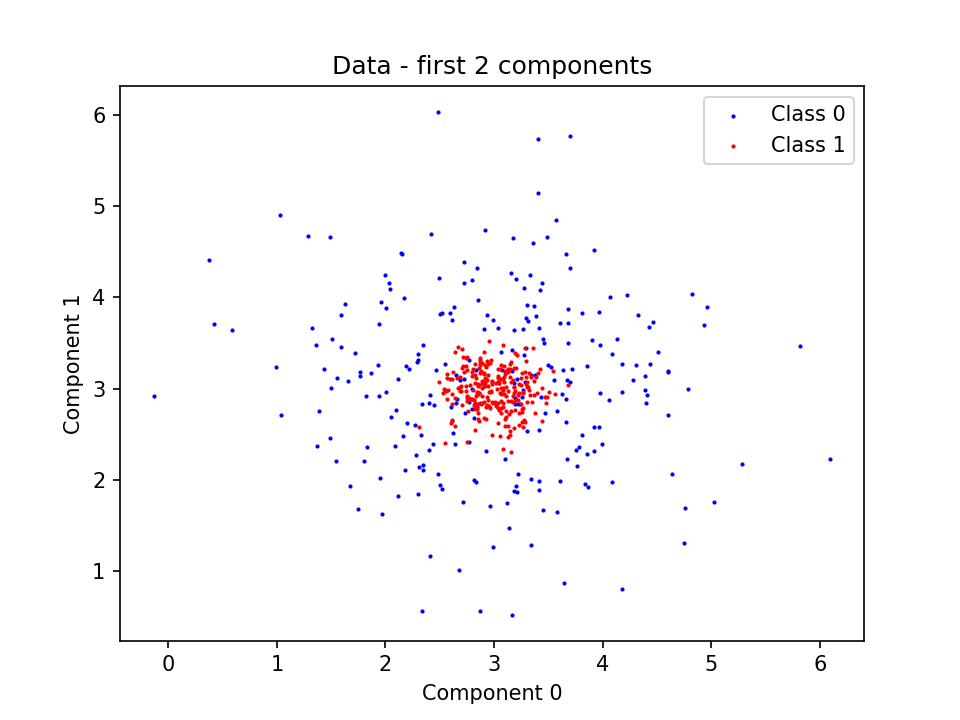 Data - first 2 components
Class 0
Class 1
6
5
4
3
2
1
Component 1
0 1 2 3 4 5 6
Component 0